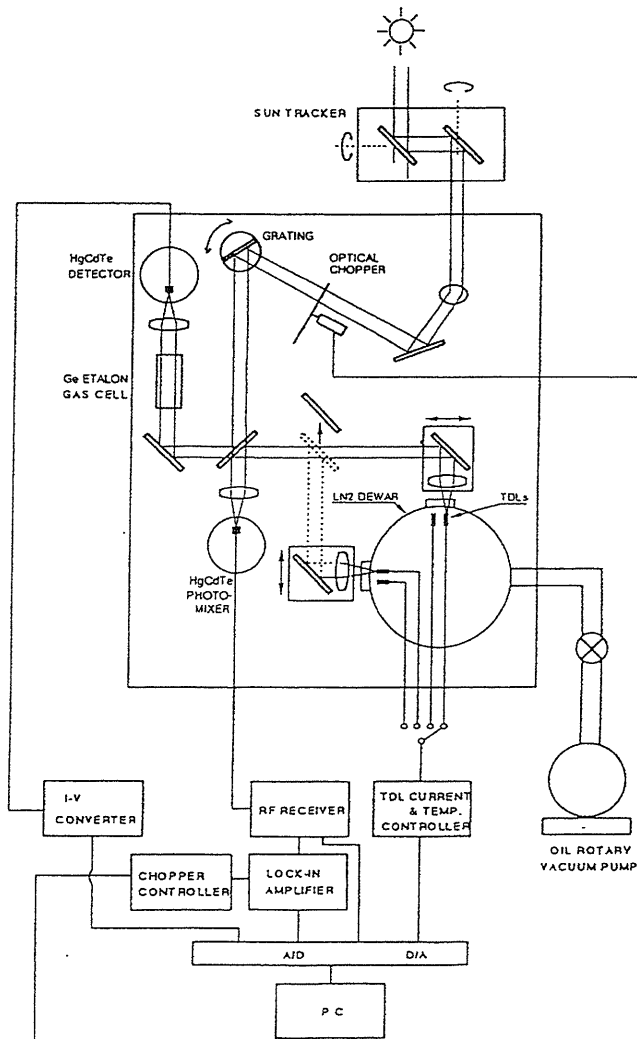 SUN TRACKER
GRATING
HgCdTe
DETECTOR
OPTICAL
CHOPPER
Ge ETALON
GAS CELL
LN2 DEWAR
TDLs
HgCdTe
PHOTO-
MIXER
I-V
CONVERTER
RF RECEIVER
TDL CURRENT
& TEMP.
CONTROLLER
OIL ROTARY
VACUUM PUMP
CHOPPER
CONTROLLER
LOCK-IN
AMPLIFIER
A/D
D/A
PC